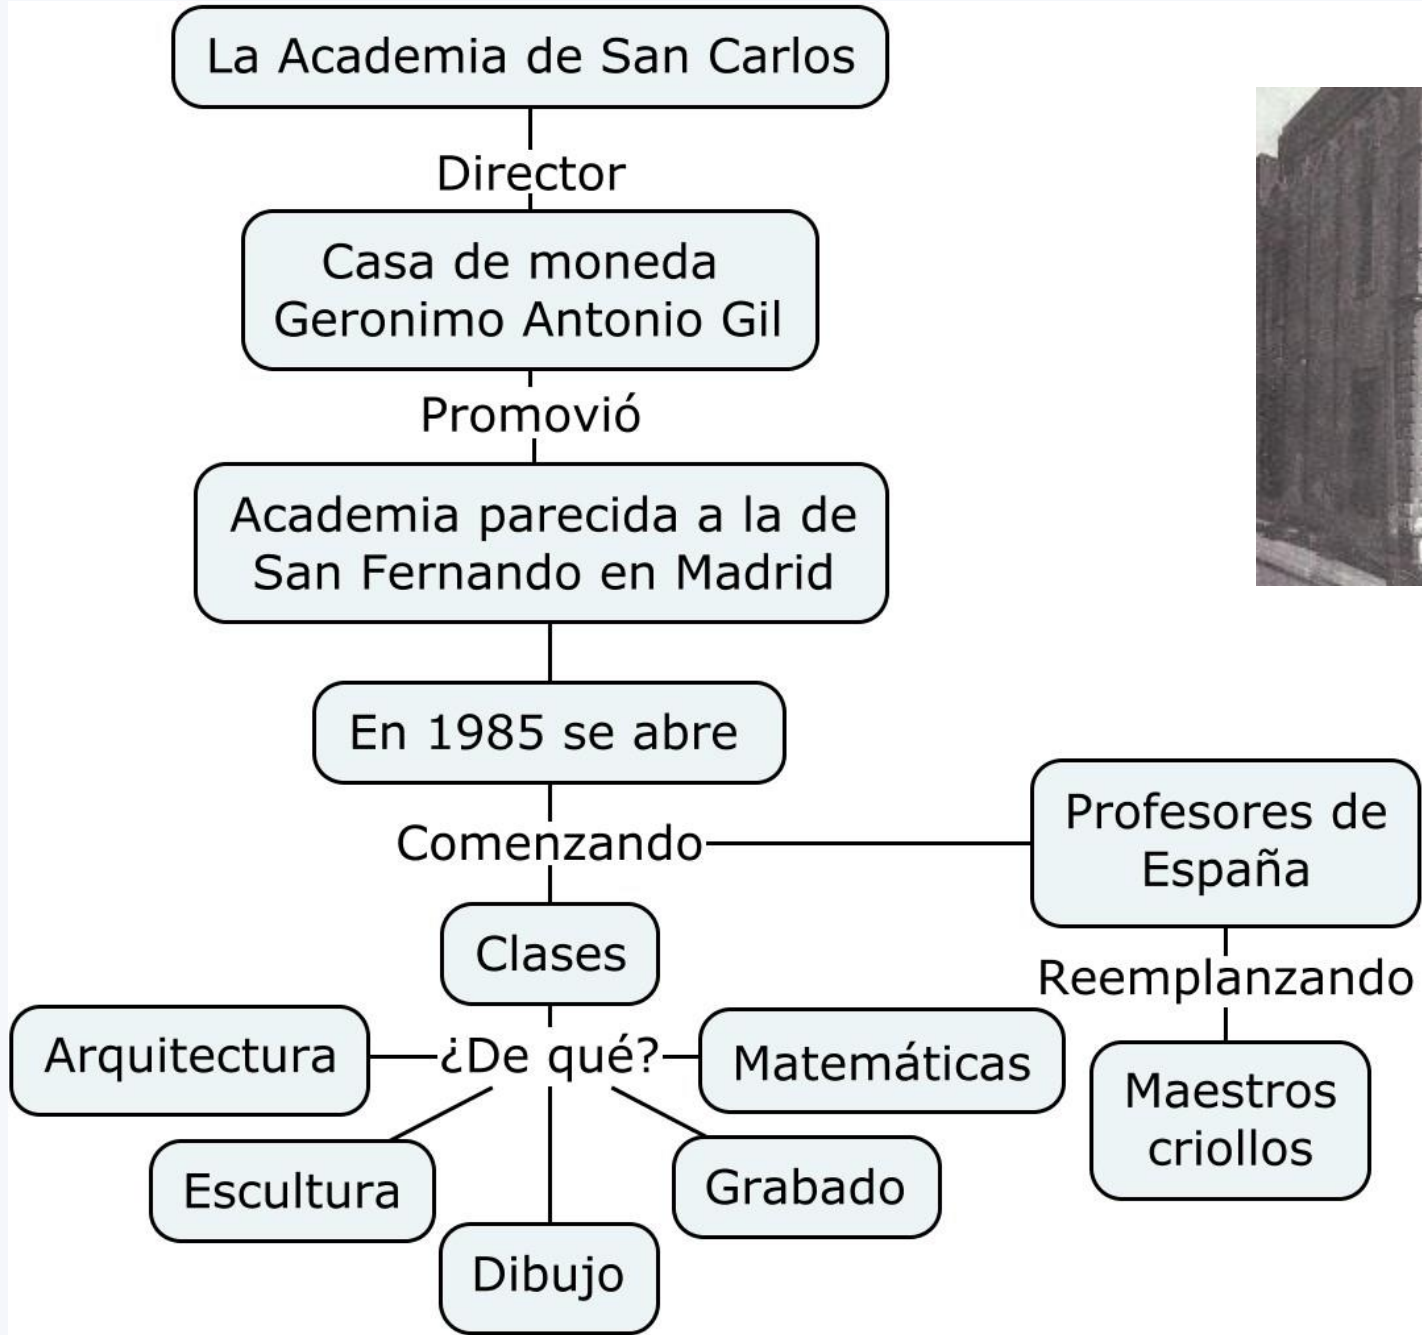 La Academia de San Carlos
Director
Casa de moneda
Geronimo Antonio Gil
Promovió
Academia parecida a la de
San Fernando en Madrid
En 1985 se abre
Comenzando
Profesores de
España
Clases
Reemplanzando
Arquitectura
¿De qué?
Matemáticas
Maestros
criollos
Escultura
Grabado
Dibujo